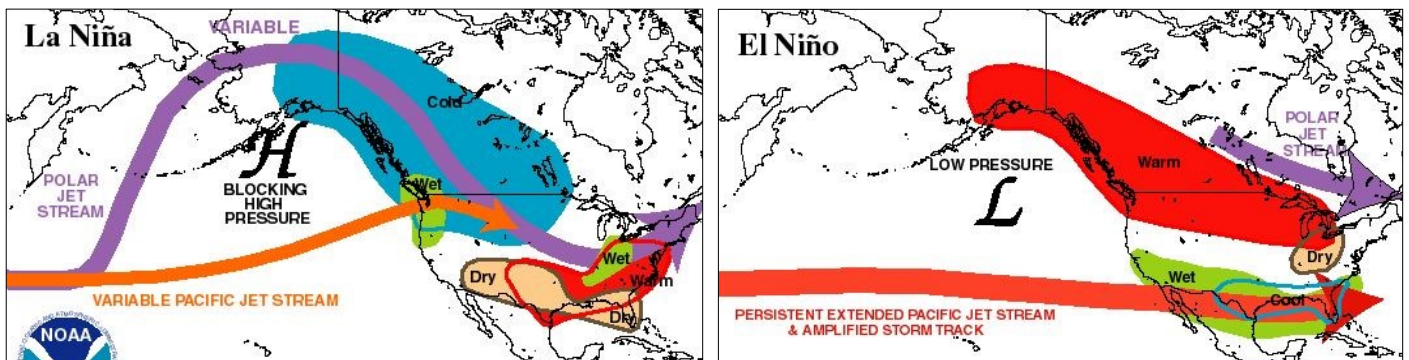 La Niña
VARIABLE
Cold
H
BLOCKING
HIGH
PRESSURE
POLAR
JET
STREAM
Wet
VARIABLE PACIFIC JET STREAM
Dry
Wet
Warm
Dry
NOAA
El Niño
POLAR
JET
STREAM
Warm
LOW PRESSURE
L
Dry
Wet
Cool
PERSISTENT EXTENDED PACIFIC JET STREAM
& AMPLIFIED STORM TRACK